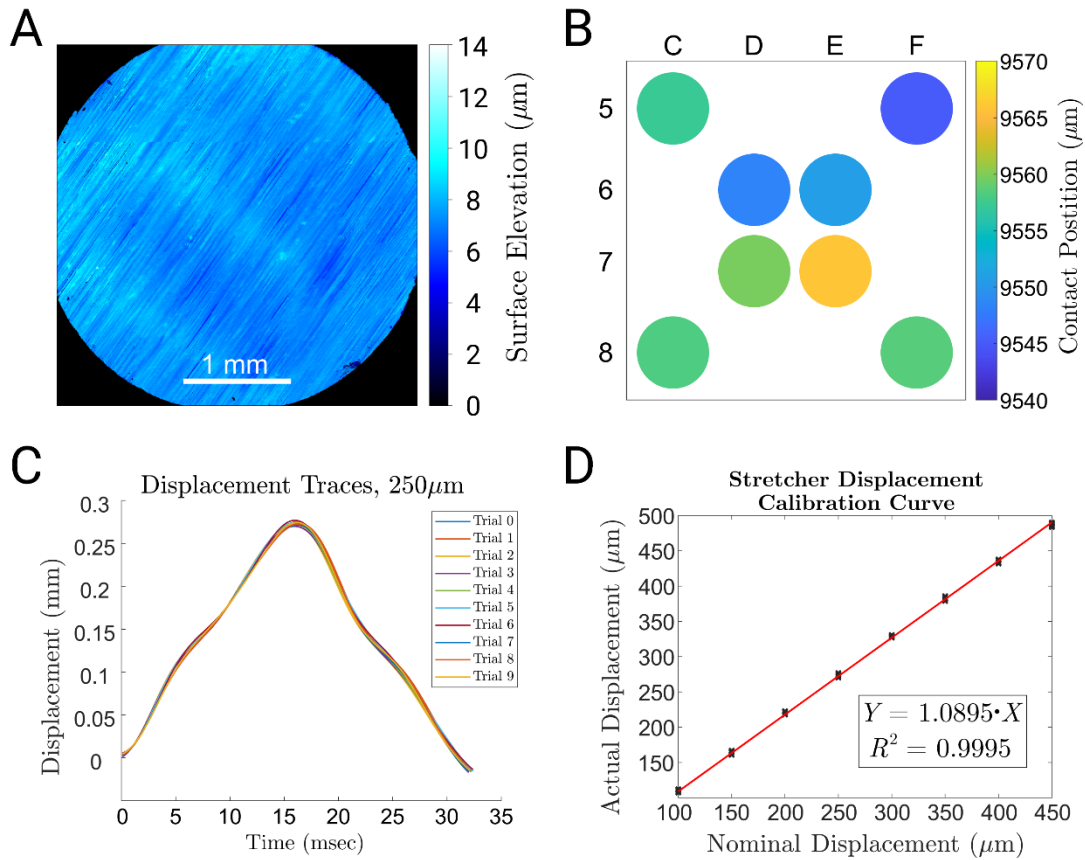 A
14
12
10
8
6
4
2
0
Surface Elevation (μm)
1 mm
B
C D E F
5
6
7
8
9570
9565
9560
9555
9550
9545
9540
Contact Postition (μm)
C
Displacement Traces, 250μm
0.3
0.25
0.2
0.15
0.1
0.05
0
Displacement (mm)
0 5 10 15 20 25 30 35
Time (msec)
Trial 0
Trial 1
Trial 2
Trial 3
Trial 4
Trial 5
Trial 6
Trial 7
Trial 8
Trial 9
D
Stretcher Displacement
Calibration Curve
500
450
400
350
300
250
200
150
Actual Displacement (μm)
Y = 1.0895·X
R² = 0.9995
100 150 200 250 300 350 400 450
Nominal Displacement (μm)